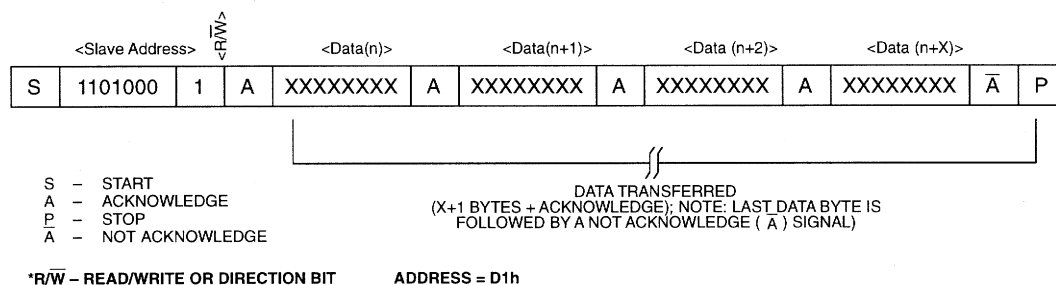 <R/W̅>
<Slave Address> <Data(n)> <Data(n+1)> <Data (n+2)> <Data (n+X)>
S 1101000 1 A XXXXXXXX A XXXXXXXX A XXXXXXXX A XXXXXXXX A̅ P
S – START
A – ACKNOWLEDGE
P – STOP
A̅ – NOT ACKNOWLEDGE
DATA TRANSFERRED
(X+1 BYTES + ACKNOWLEDGE); NOTE: LAST DATA BYTE IS
FOLLOWED BY A NOT ACKNOWLEDGE ( A̅ ) SIGNAL)
*R/W̅ – READ/WRITE OR DIRECTION BIT ADDRESS = D1h